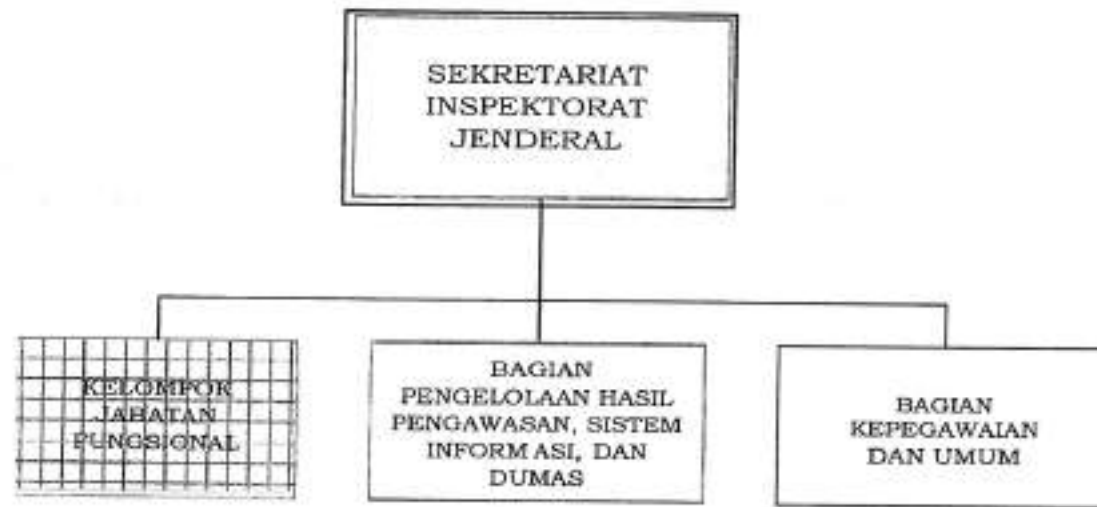 SEKRETARIAT
INSPEKTORAT
JENDERAL
KELOMPOK
JABATAN
FUNGSIONAL
BAGIAN
PENGELOLAAN HASIL
PENGAWASAN, SISTEM
INFORMASI, DAN
DUMAS
BAGIAN
KEPEGAWAIAN
DAN UMUM